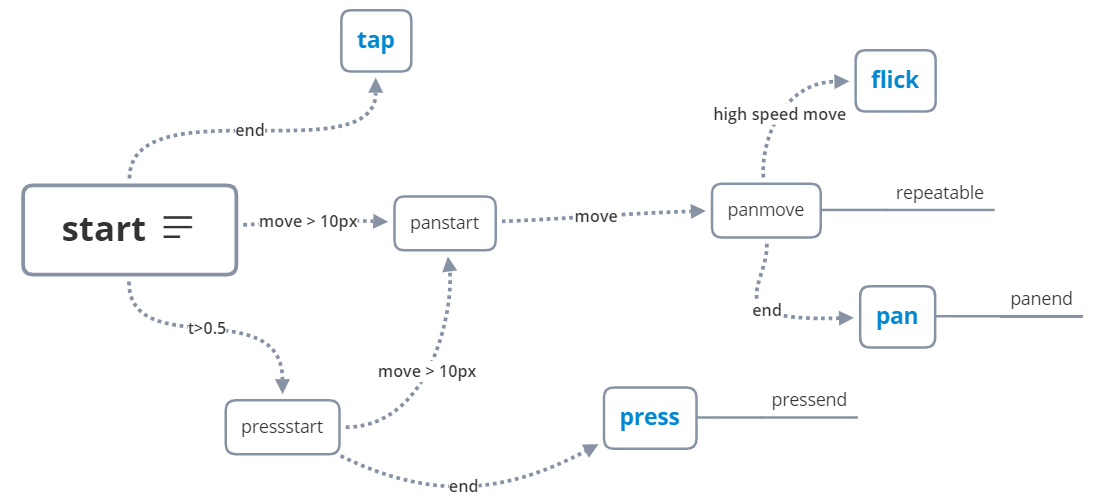 tap
flick
high speed move
end
start
move > 10px
panstart
move
panmove
repeatable
end
pan
panend
t>0.5
move > 10px
pressstart
press
pressend
end